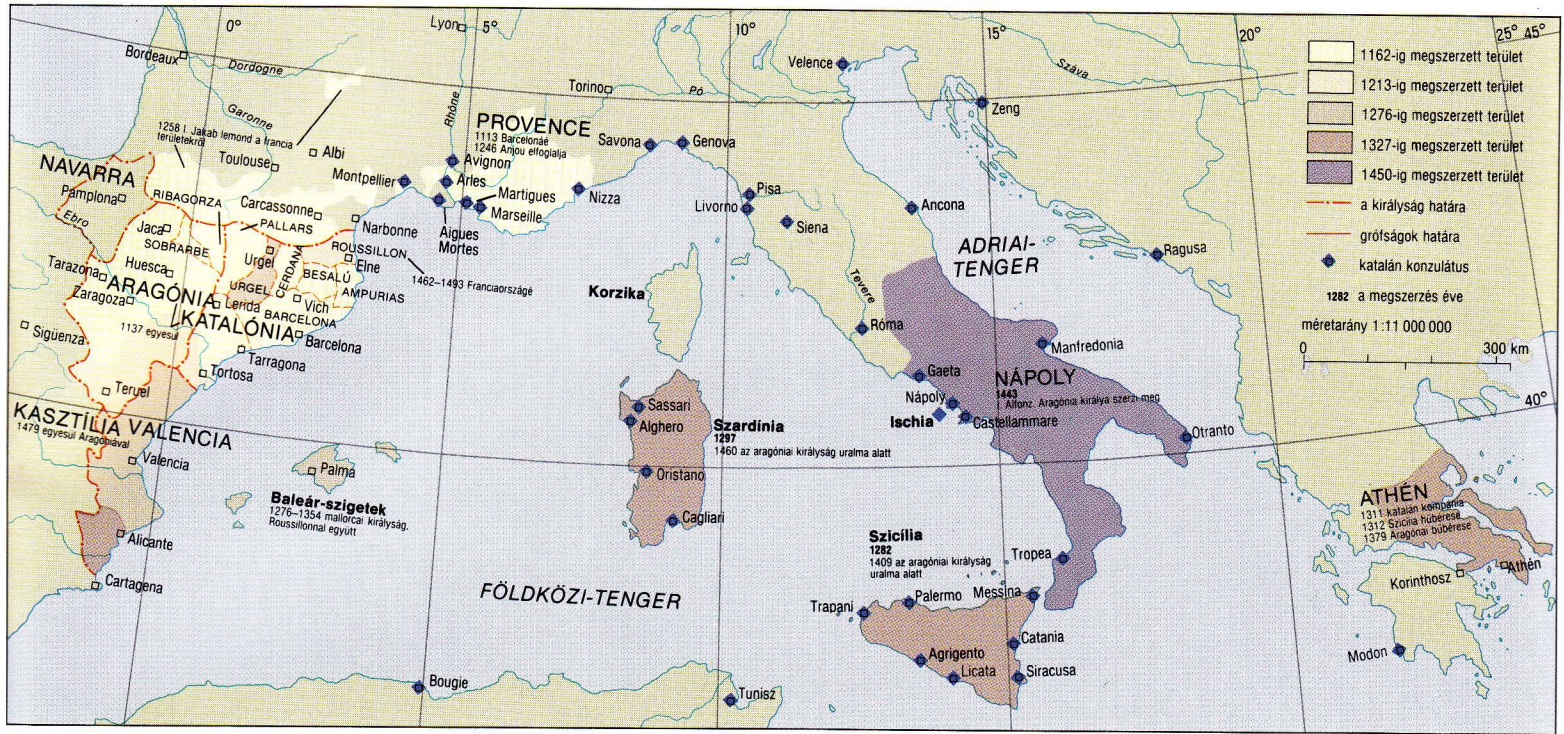 0°
5°
10°
15°
20°
25°
45°
40°
Lyon
Bordeaux
Dordogne
Garonne
Rhône
Torino
Pó
Velence
Száva
Zeng
1258 I. Jakab lemond a francia
területekről
Toulouse
Albi
PROVENCE
1113 Barcelonáé
1246 Anjou elfoglalja
Savona
Genova
Avignon
Montpellier
Arles
Martigues
Marseille
Nizza
Aigues
Mortes
Pisa
Livorno
Siena
Ancona
ADRIAI-
TENGER
Ragusa
NAVARRA
Pamplona
Ebro
RIBAGORZA
Carcassonne
PALLARS
Narbonne
Jaca
SOBRARBE
Urgel
CERDANA
ROUSSILLON
1462–1493 Franciaországé
Elne
Tarazona
Huesca
URGEL
BESALÚ
AMPURIAS
ARAGÓNIA
Zaragoza
Lerida
Vich
BARCELONA
KATALÓNIA
1137 egyesül
Barcelona
Sigüenza
Tarragona
Tortosa
Teruel
Korzika
Tevere
Róma
Manfredonia
Gaeta
NÁPOLY
1443
I. Alfonz. Aragónia királya szerzi meg
Nápoly
Ischia
Castellammare
Otranto
KASZTÍLIA
1479 egyesül Aragóniával
VALENCIA
Valencia
Sassari
Alghero
Szardínia
1297
1460 az aragóniai királyság uralma alatt
Oristano
Cagliari
Palma
Baleár-szigetek
1276–1354 mallorcai királyság,
Roussillonnal együtt
Alicante
Cartagena
FÖLDKÖZI-TENGER
Szicília
1282
1409 az aragóniai királyság
uralma alatt
Tropea
Trapani
Palermo
Messina
Catania
Agrigento
Licata
Siracusa
Bougie
Tunisz
ATHÉN
1311 katalán kompánia
1312 Szicília hűbérese
1379 Aragónai hűbérese
Korinthosz
Athén
Modon
1162-ig megszerzett terület
1213-ig megszerzett terület
1276-ig megszerzett terület
1327-ig megszerzett terület
1450-ig megszerzett terület
a királyság határa
grófságok határa
katalán konzulátus
1282 a megszerzés éve
méretarány 1:11 000 000
0 300 km